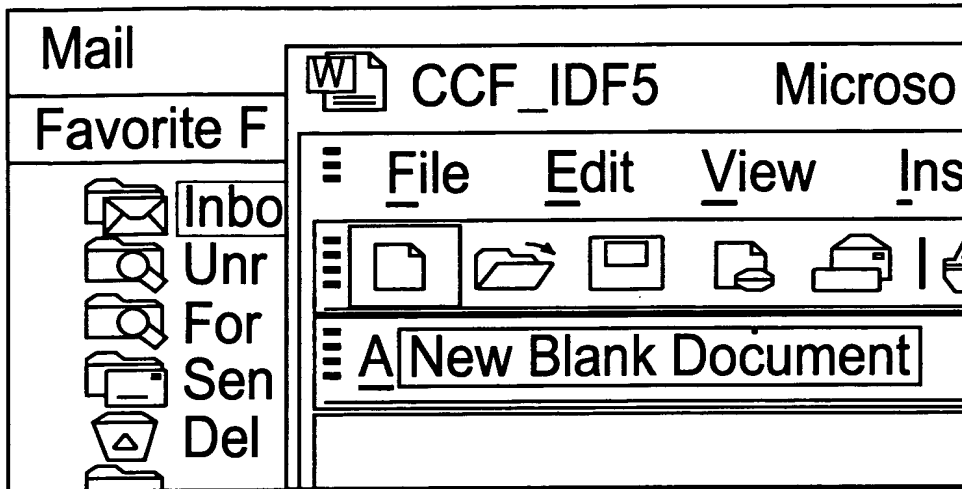 Mail
W CCF_IDF5 Microso
Favorite F
File Edit View Ins
Inbo
Unr
For
A New Blank Document
Sen
Del